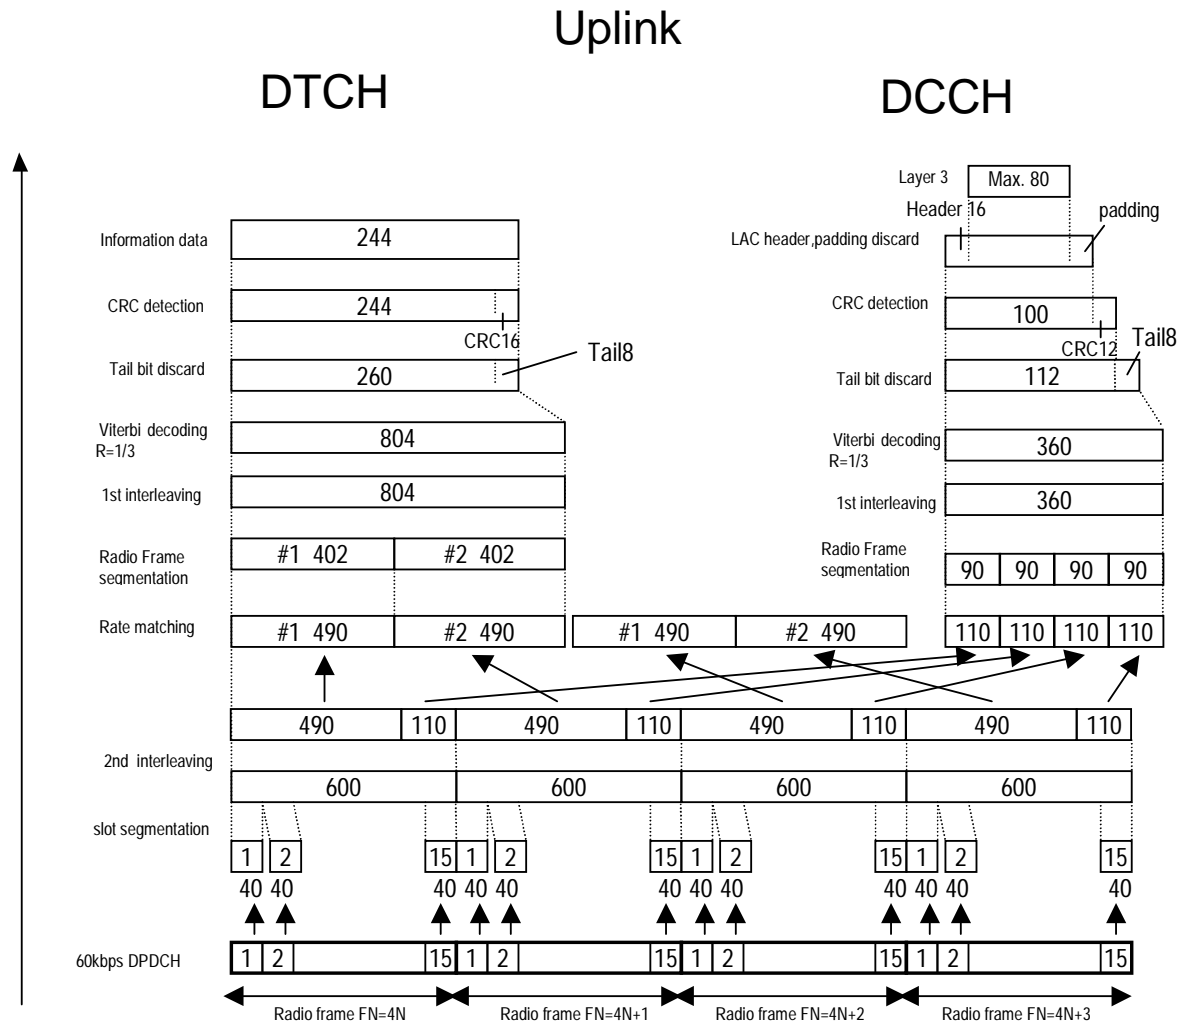 Uplink
DTCH
DCCH
Layer 3
Max. 80
Header 16
padding
Information data
244
LAC header,padding discard
CRC detection
244
CRC16
CRC detection
100
CRC12
Tail8
Tail8
Tail bit discard
260
Tail bit discard
112
Viterbi decoding
R=1/3
804
Viterbi decoding
R=1/3
360
1st interleaving
804
1st interleaving
360
Radio Frame
segmentation
#1 402
#2 402
Radio Frame
segmentation
90 90 90 90
Rate matching
#1 490
#2 490
#1 490
#2 490
110 110 110 110
490 110 490 110 490 110 490 110
2nd interleaving
600 600 600 600
slot segmentation
1 2 15 1 2 15 1 2 15 1 2 15
40 40 40 40 40 40 40 40 40 40 40 40
60kbps DPDCH
1 2 15 1 2 15 1 2 15 1 2 15
Radio frame FN=4N
Radio frame FN=4N+1
Radio frame FN=4N+2
Radio frame FN=4N+3